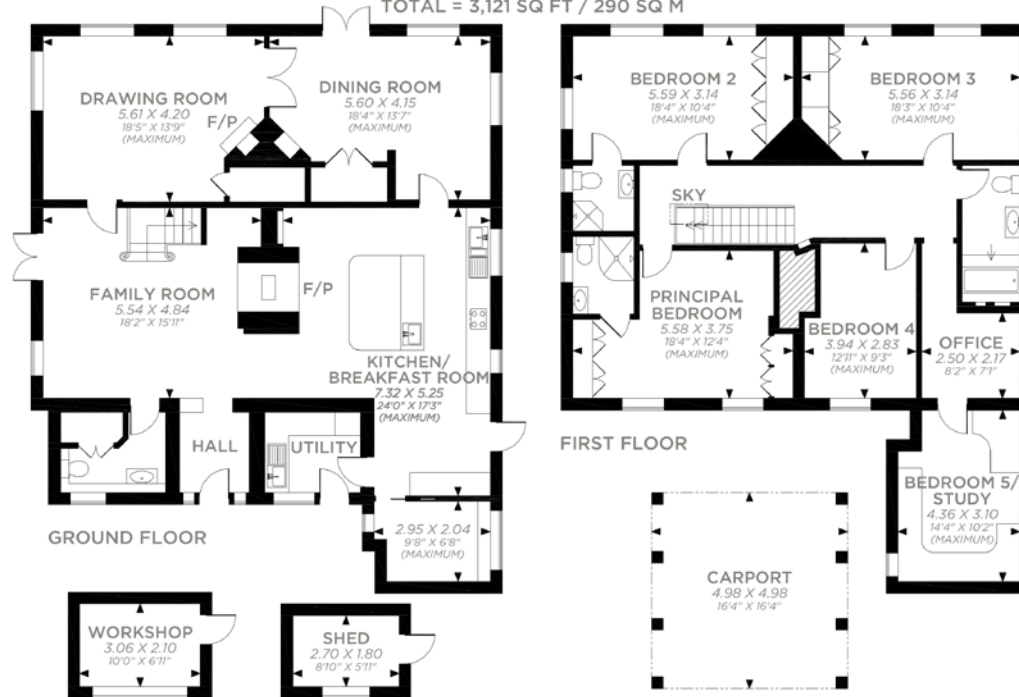 TOTAL = 3,121 SQ FT / 290 SQ M
DRAWING ROOM
5.61 X 4.20
18'5" X 13'9"
(MAXIMUM)
F/P
DINING ROOM
5.60 X 4.15
18'4" X 13'7"
(MAXIMUM)
FAMILY ROOM
5.54 X 4.84
18'2" X 15'11"
F/P
KITCHEN/
BREAKFAST ROOM
7.32 X 5.25
24'0" X 17'3"
(MAXIMUM)
HALL
UTILITY
2.95 X 2.04
9'8" X 6'8"
(MAXIMUM)
GROUND FLOOR
WORKSHOP
3.06 X 2.10
10'0" X 6'11"
SHED
2.70 X 1.80
8'10" X 5'11"
BEDROOM 2
5.59 X 3.14
18'4" X 10'4"
(MAXIMUM)
BEDROOM 3
5.56 X 3.14
18'3" X 10'4"
(MAXIMUM)
SKY
PRINCIPAL
BEDROOM
5.58 X 3.75
18'4" X 12'4"
(MAXIMUM)
BEDROOM 4
3.94 X 2.83
12'11" X 9'3"
(MAXIMUM)
OFFICE
2.50 X 2.17
8'2" X 7'1"
FIRST FLOOR
BEDROOM 5/
STUDY
4.36 X 3.10
14'4" X 10'2"
(MAXIMUM)
CARPORT
4.98 X 4.98
16'4" X 16'4"